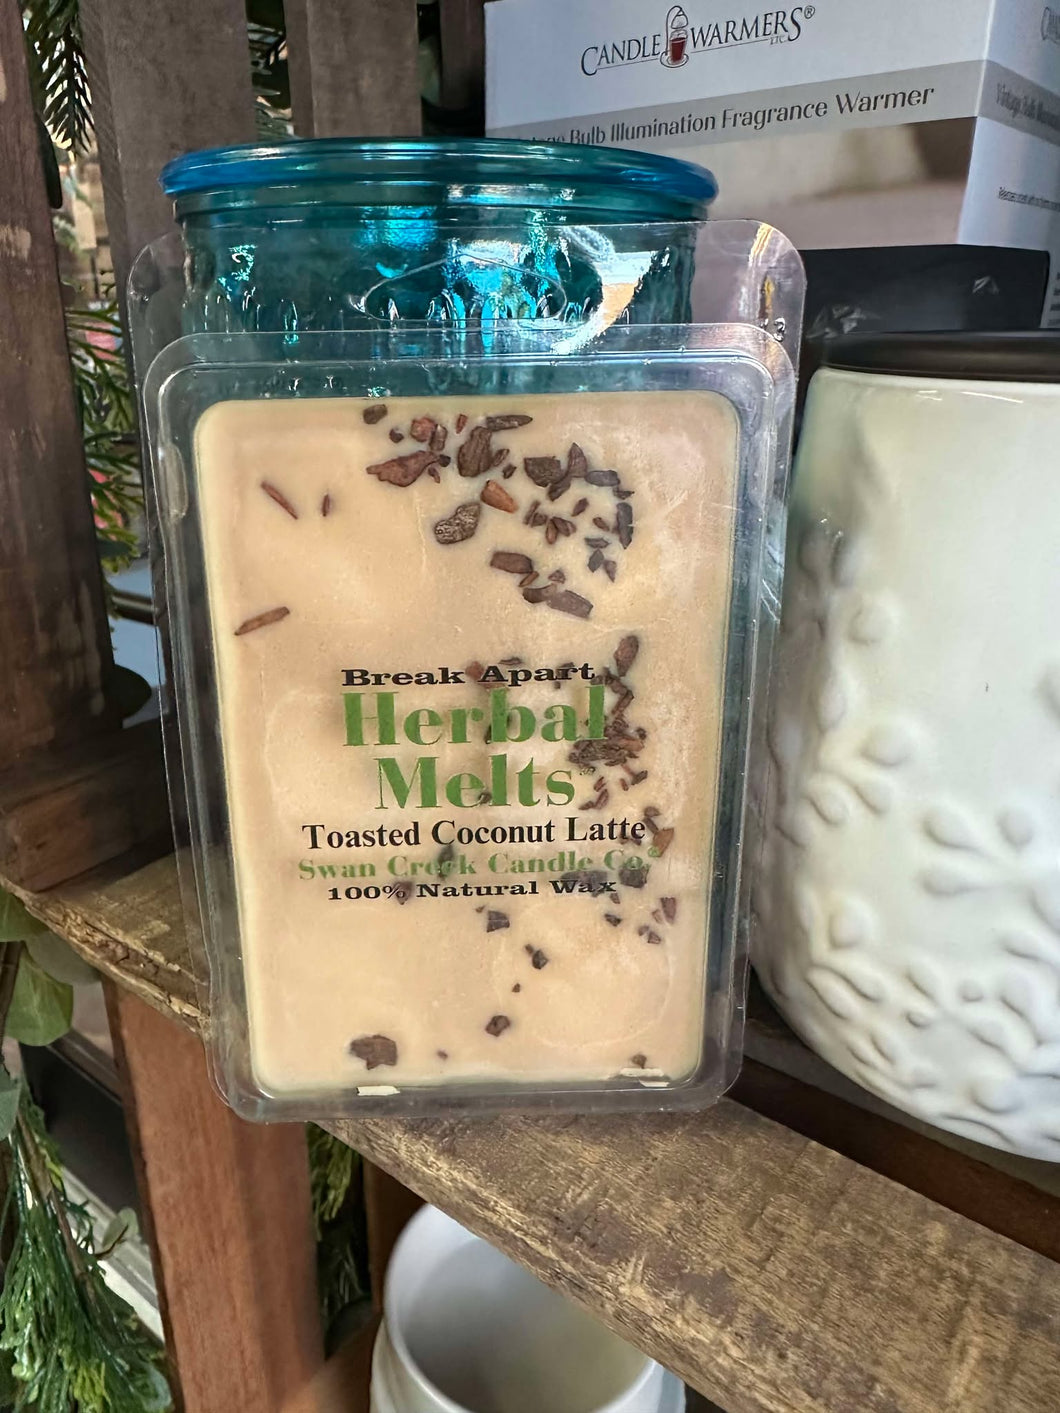 CANDLE WARMERS®
ETC.
Bulb Illumination Fragrance Warmer
Break Apart
Herbal
Melts
Toasted Coconut Latte
Swan Creek Candle Co.®
100% Natural Wax